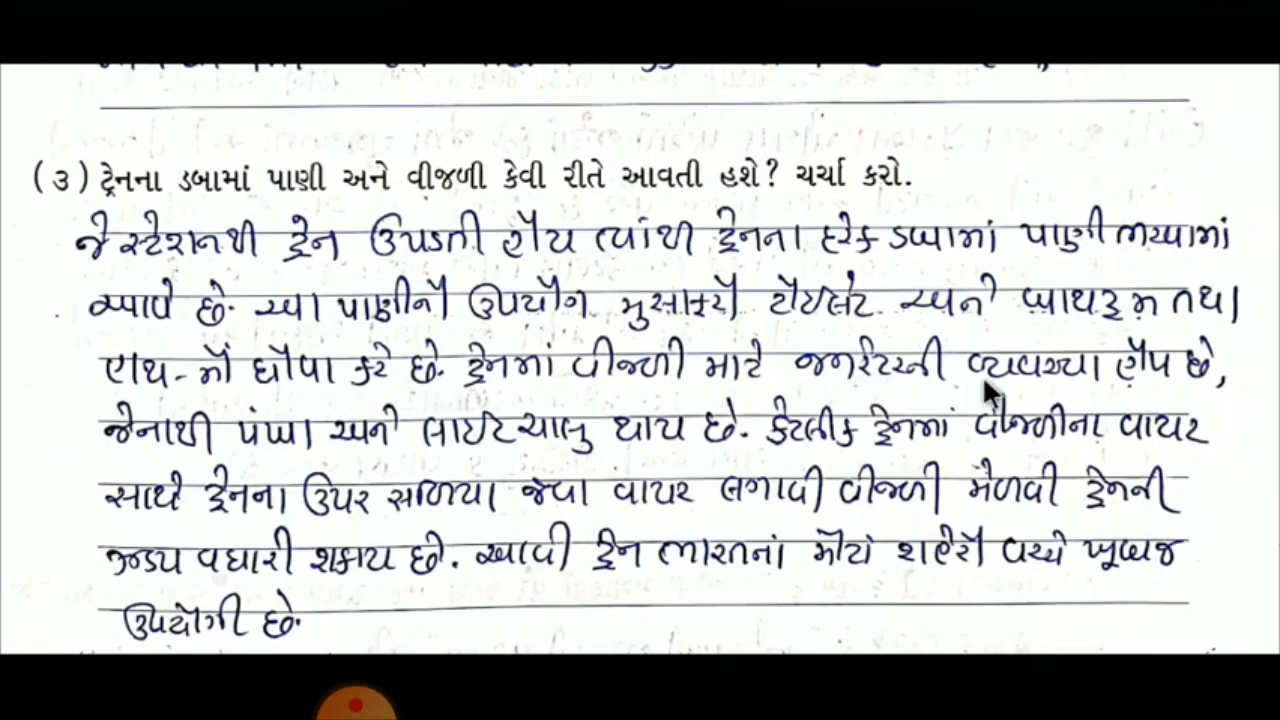 (૩) ટ્રેનના ડબામાં પાણી અને વીજળી કેવી રીતે આવતી હશે? ચર્ચા કરો.
જે સ્ટેશનથી ટ્રેન ઉપડતી હોય ત્યાંથી ટ્રેનના દરેક ડબ્બામાં પાણી ભરવામાં
આવે છે. આ પાણીનો ઉપયોગ મુસાફરો ટોઈલેટ અને બાથરૂમ તથા
હાથ-મોં ધોવા કરે છે. ટ્રેનમાં વીજળી માટે જનરેટરની વ્યવસ્થા હોય છે,
જેનાથી પંખા અને લાઈટ ચાલુ થાય છે. કેટલીક ટ્રેનમાં વીજળીના વાયર
સાથે ટ્રેનના ઉપર સળિયા જેવા વાયર લગાવી વીજળી મેળવી ટ્રેનની
ઝડપ વધારી શકાય છે. આવી ટ્રેન ભારતનાં મોટાં શહેરો વચ્ચે ખૂબજ
ઉપયોગી છે.